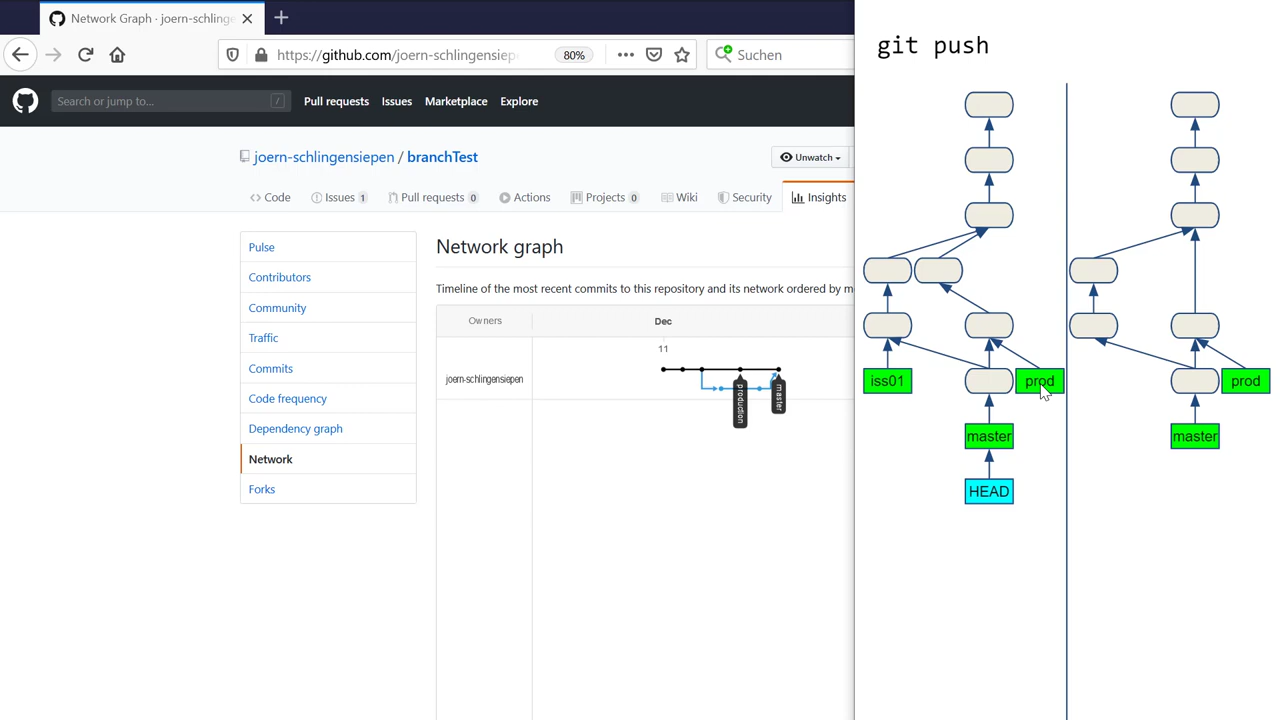 Network Graph · joern-schlinge
https://github.com/joern-schlingensiep
80%
Suchen
Search or jump to...
/
Pull requests
Issues
Marketplace
Explore
joern-schlingensiepen / branchTest
Unwatch
Code
Issues 1
Pull requests 0
Actions
Projects 0
Wiki
Security
Insights
Pulse
Contributors
Community
Traffic
Commits
Code frequency
Dependency graph
Network
Forks
Network graph
Timeline of the most recent commits to this repository and its network ordered by m
Owners
Dec
11
joern-schlingensiepen
production
master
git push
iss01
prod
master
HEAD
prod
master